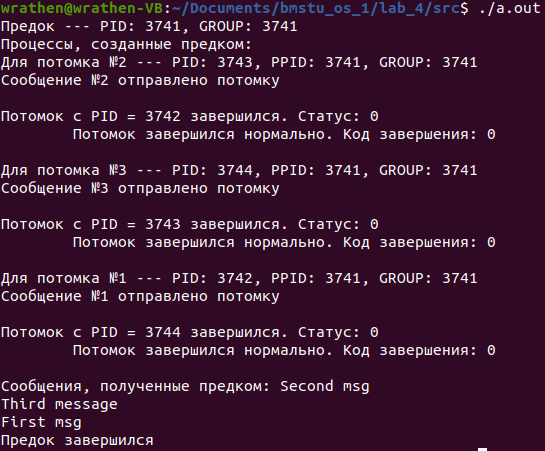 wrathen@wrathen-VB:~/Documents/bmstu_os_1/lab_4/src$ ./a.out
Предок --- PID: 3741, GROUP: 3741
Процессы, созданные предком:
Для потомка №2 --- PID: 3743, PPID: 3741, GROUP: 3741
Сообщение №2 отправлено потомку
Потомок с PID = 3742 завершился. Статус: 0
Потомок завершился нормально. Код завершения: 0
Для потомка №3 --- PID: 3744, PPID: 3741, GROUP: 3741
Сообщение №3 отправлено потомку
Потомок с PID = 3743 завершился. Статус: 0
Потомок завершился нормально. Код завершения: 0
Для потомка №1 --- PID: 3742, PPID: 3741, GROUP: 3741
Сообщение №1 отправлено потомку
Потомок с PID = 3744 завершился. Статус: 0
Потомок завершился нормально. Код завершения: 0
Сообщения, полученные предком: Second msg
Third message
First msg
Предок завершился